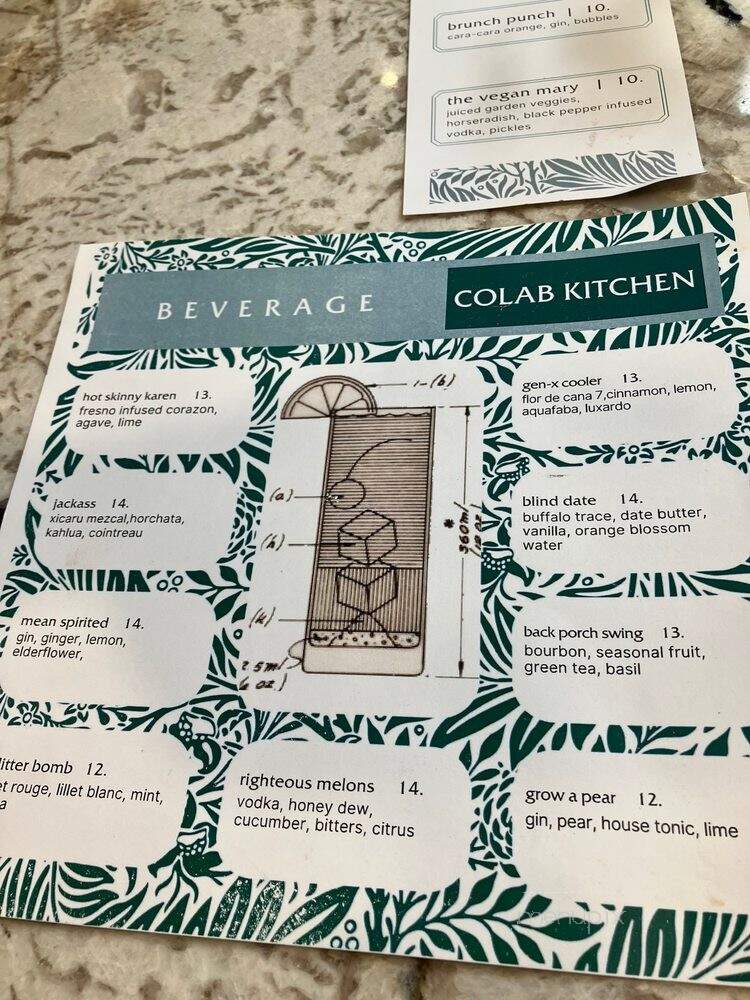 brunch punch | 10.
cara-cara orange, gin, bubbles
the vegan mary | 10.
juiced garden veggies,
horseradish, black pepper infused
vodka, pickles
BEVERAGE
COLAB KITCHEN
hot skinny karen 13.
fresno infused corazon,
agave, lime
jackass 14.
xicaru mezcal,horchata,
kahlua, cointreau
mean spirited 14.
gin, ginger, lemon,
elderflower,
litter bomb 12.
et rouge, lillet blanc, mint,
a
1-(b)
(a)
(h)
(k)
360ml
righteous melons 14.
vodka, honey dew,
cucumber, bitters, citrus
gen-x cooler 13.
flor de cana 7,cinnamon, lemon,
aquafaba, luxardo
blind date 14.
buffalo trace, date butter,
vanilla, orange blossom
water
back porch swing 13.
bourbon, seasonal fruit,
green tea, basil
grow a pear 12.
gin, pear, house tonic, lime